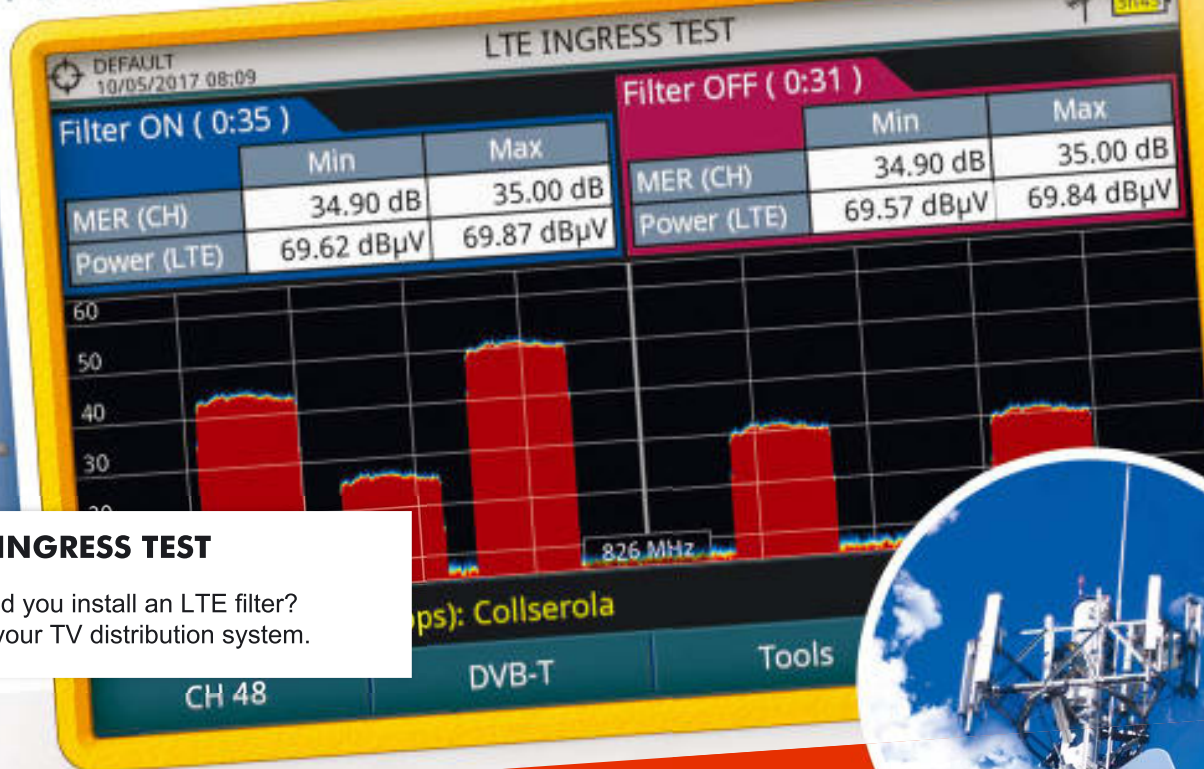 LTE INGRESS TEST
DEFAULT
10/05/2017 08:09
3h45
Filter ON ( 0:35 )
Min Max
MER (CH) 34.90 dB 35.00 dB
Power (LTE) 69.62 dBµV 69.87 dBµV
Filter OFF ( 0:31 )
Min Max
MER (CH) 34.90 dB 35.00 dB
Power (LTE) 69.57 dBµV 69.84 dBµV
60
50
40
30
826 MHz
ps): Collserola
CH 48 DVB-T Tools
INGRESS TEST
d you install an LTE filter?
your TV distribution system.